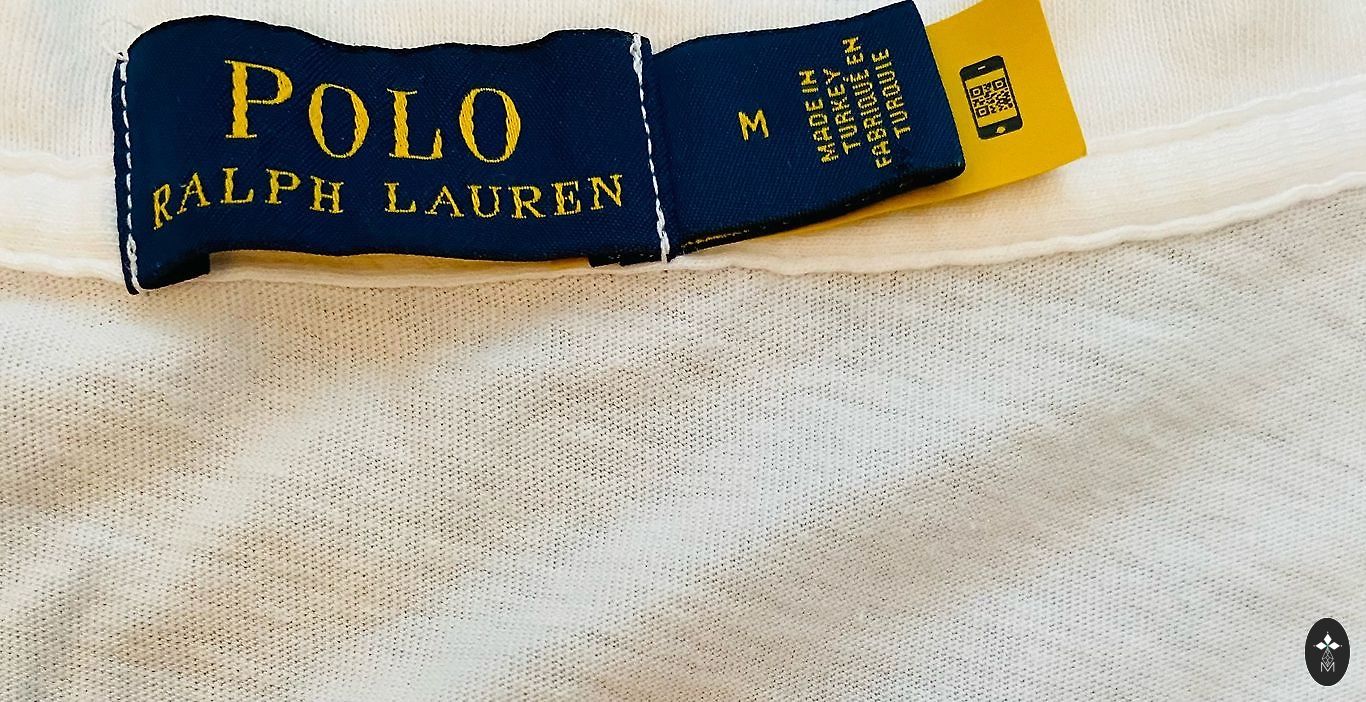 POLO
RALPH LAUREN
M
MADE IN
TURKEY
FABRIQUÉ EN
TURQUIE
M